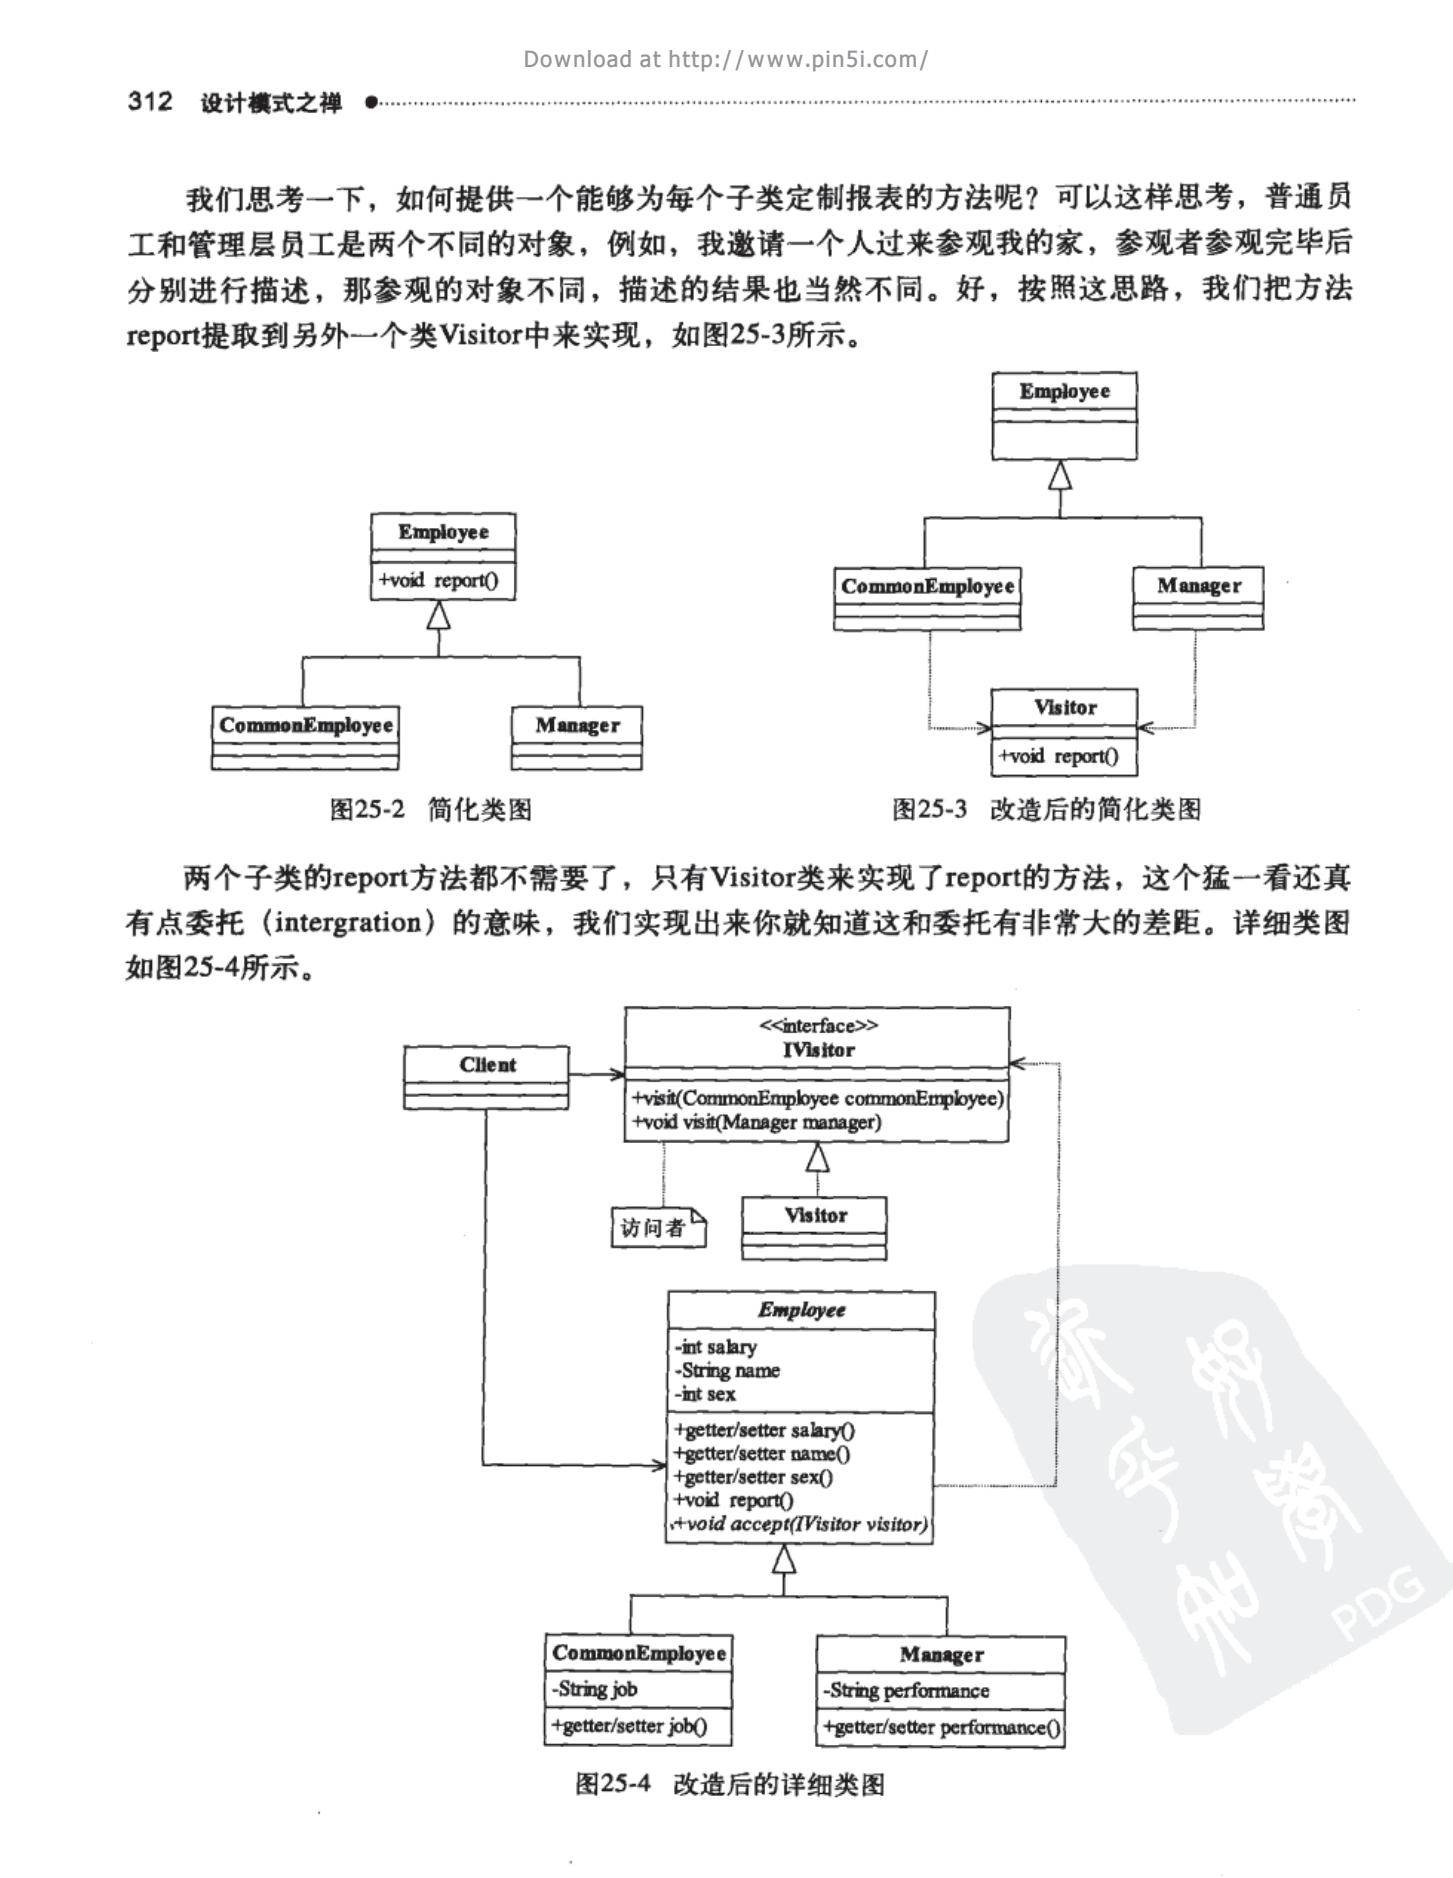 Download at http://www.pin5i.com/
312 设计模式之禅
我们思考一下，如何提供一个能够为每个子类定制报表的方法呢？可以这样思考，普通员
工和管理层员工是两个不同的对象，例如，我邀请一个人过来参观我的家，参观者参观完毕后
分别进行描述，那参观的对象不同，描述的结果也当然不同。好，按照这思路，我们把方法
report提取到另外一个类Visitor中来实现，如图25-3所示。
Employee
+void report()
CommonEmployee
Manager
图25-2 简化类图
Employee
CommonEmployee
Manager
Visitor
+void report()
图25-3 改造后的简化类图
两个子类的report方法都不需要了，只有Visitor类来实现了report的方法，这个猛一看还真
有点委托（intergration）的意味，我们实现出来你就知道这和委托有非常大的差距。详细类图
如图25-4所示。
Client
<<interface>>
IVisitor
+visit(CommonEmployee commonEmployee)
+void visit(Manager manager)
访问者
Visitor
Employee
-int salary
-String name
-int sex
+getter/setter salary()
+getter/setter name()
+getter/setter sex()
+void report()
+void accept(IVisitor visitor)
CommonEmployee
-String job
+getter/setter job()
Manager
-String performance
+getter/setter performance()
图25-4 改造后的详细类图
PDG